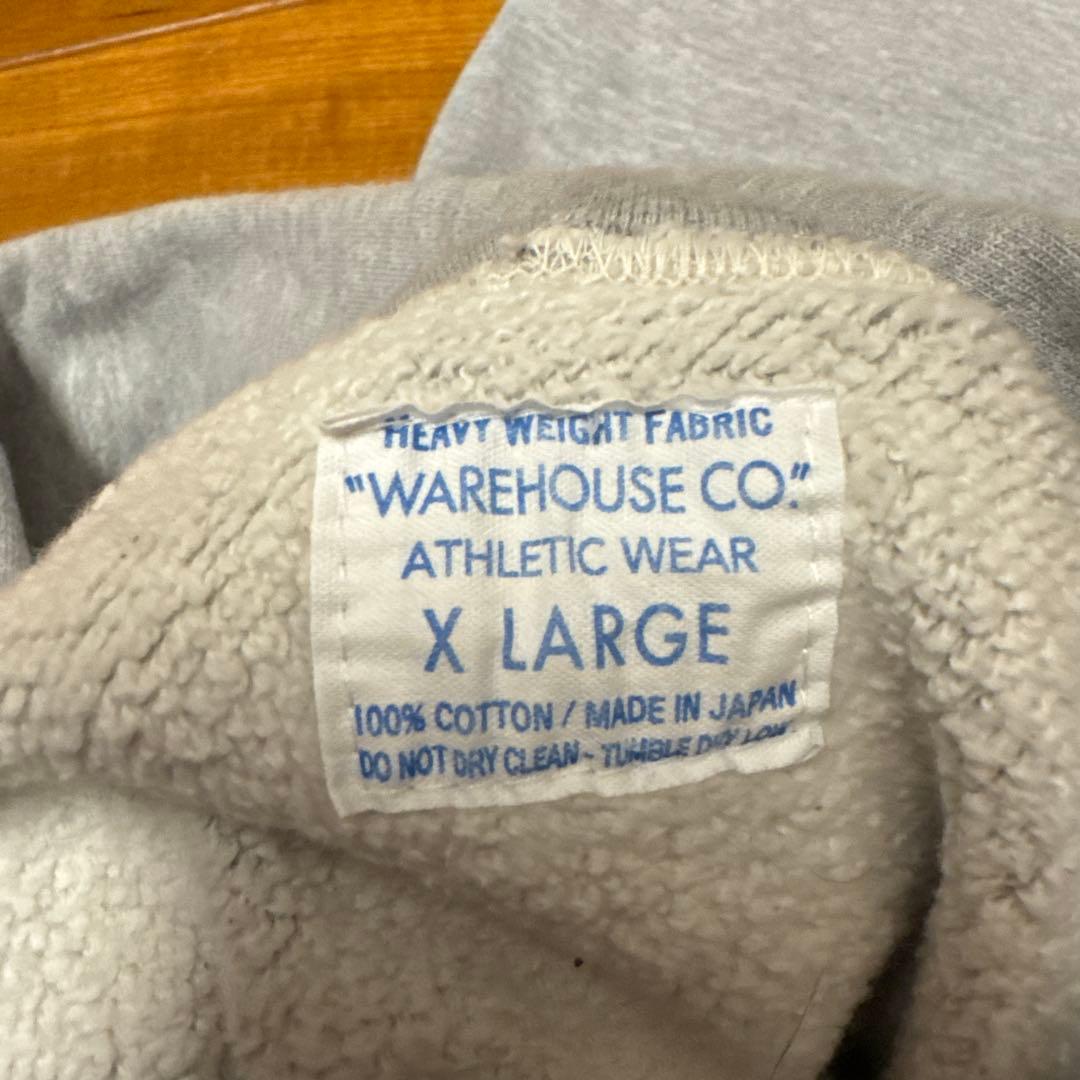 HEAVY WEIGHT FABRIC
"WAREHOUSE CO."
ATHLETIC WEAR
X LARGE
100% COTTON / MADE IN JAPAN
DO NOT DRY CLEAN - TUMBLE DRY LOW